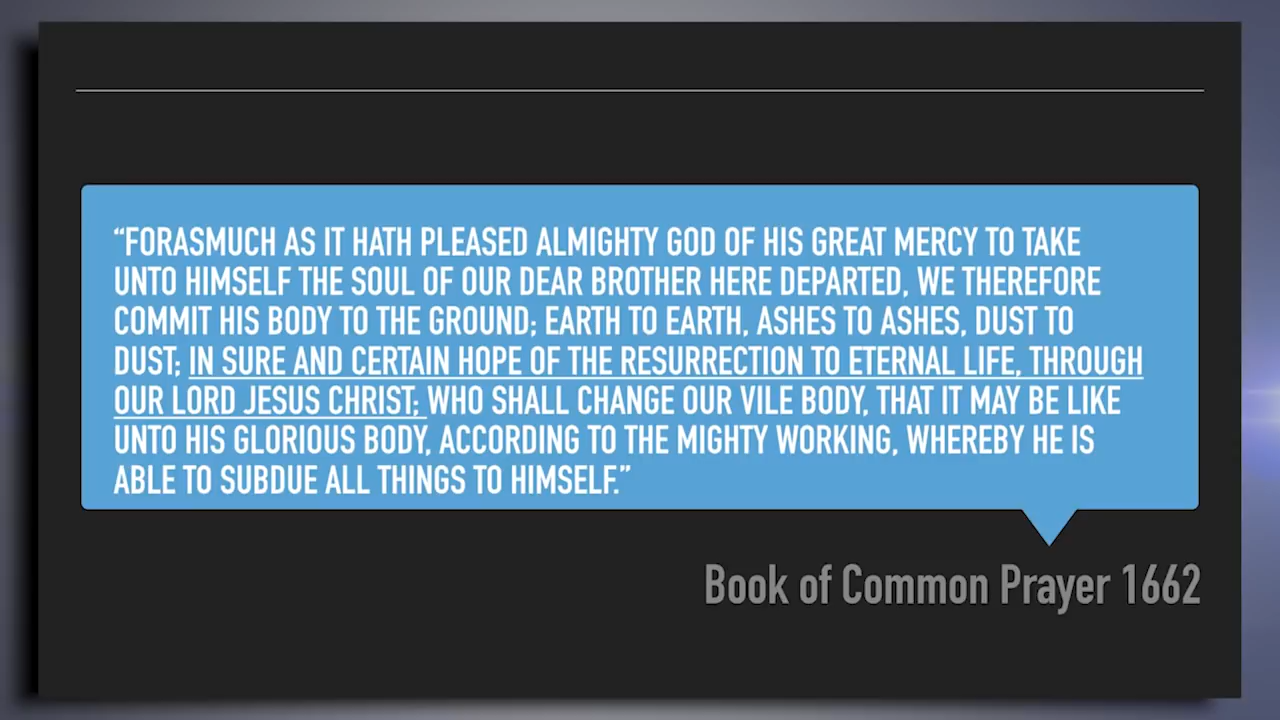 “FORASMUCH AS IT HATH PLEASED ALMIGHTY GOD OF HIS GREAT MERCY TO TAKE
UNTO HIMSELF THE SOUL OF OUR DEAR BROTHER HERE DEPARTED, WE THEREFORE
COMMIT HIS BODY TO THE GROUND; EARTH TO EARTH, ASHES TO ASHES, DUST TO
DUST; IN SURE AND CERTAIN HOPE OF THE RESURRECTION TO ETERNAL LIFE, THROUGH
OUR LORD JESUS CHRIST; WHO SHALL CHANGE OUR VILE BODY, THAT IT MAY BE LIKE
UNTO HIS GLORIOUS BODY, ACCORDING TO THE MIGHTY WORKING, WHEREBY HE IS
ABLE TO SUBDUE ALL THINGS TO HIMSELF.”
Book of Common Prayer 1662